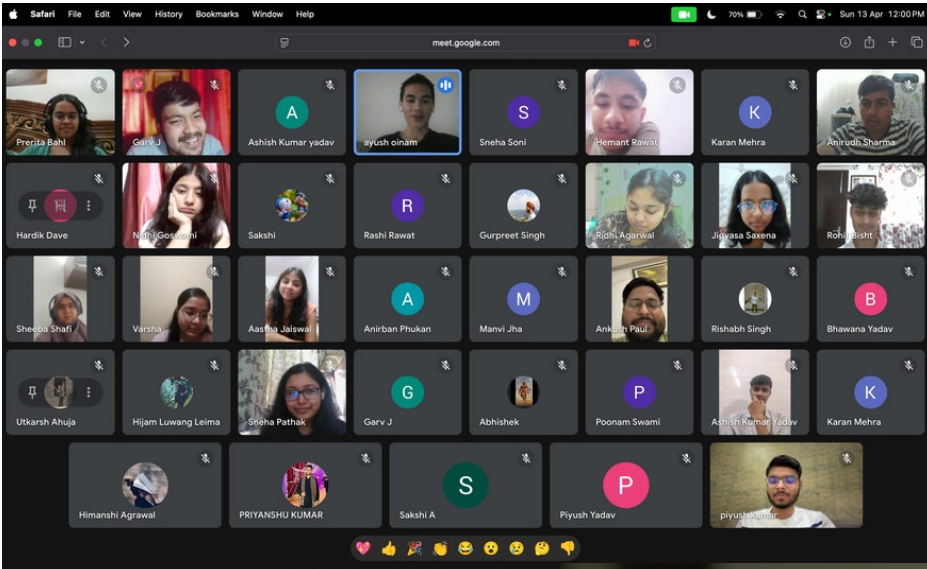 Safari File Edit View History Bookmarks Window Help 70% Sun 13 Apr 12:00 PM
meet.google.com
A S K
Prerita Bahl Garv J Ashish Kumar yadav ayush oinam Sneha Soni Hemant Rawat Karan Mehra Anirudh Sharma
R
Hardik Dave Nidhi Goswami Sakshi Rashi Rawat Gurpreet Singh Ridhi Agarwal Jigyasa Saxena Rohit Bisht
A M B
Sheeba Shafi Varsha Aastha Jaiswal Anirban Phukan Manvi Jha Ankush Paul Rishabh Singh Bhawana Yadav
G P K
Utkarsh Ahuja Hijam Luwang Leima Sneha Pathak Garv J Abhishek Poonam Swami Ashish Kumar Yadav Karan Mehra
S P
Himanshi Agrawal PRIYANSHU KUMAR Sakshi A Piyush Yadav piyush kumar